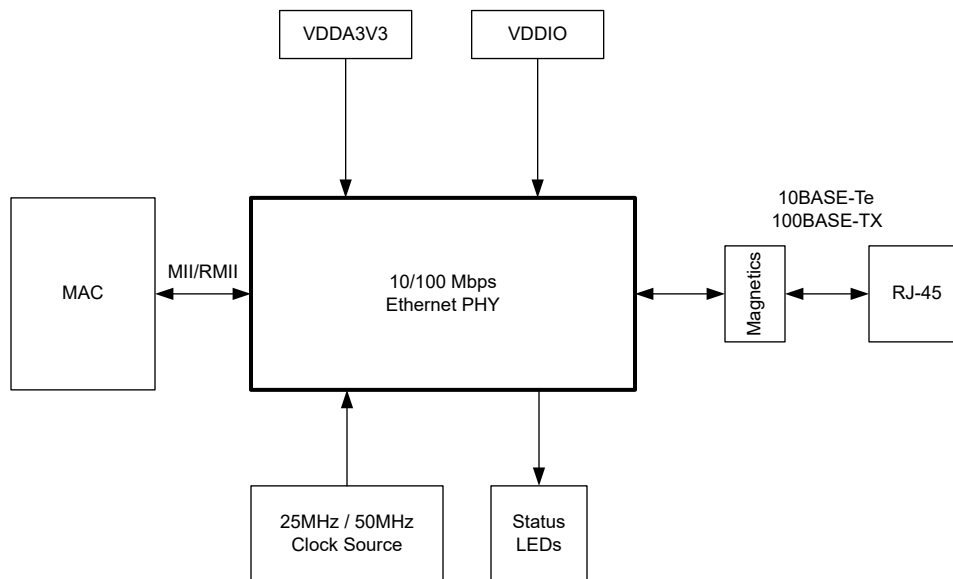 VDDA3V3
VDDIO
10BASE-Te
100BASE-TX
MAC
MII/RMII
10/100 Mbps
Ethernet PHY
Magnetics
RJ-45
25MHz / 50MHz
Clock Source
Status
LEDs